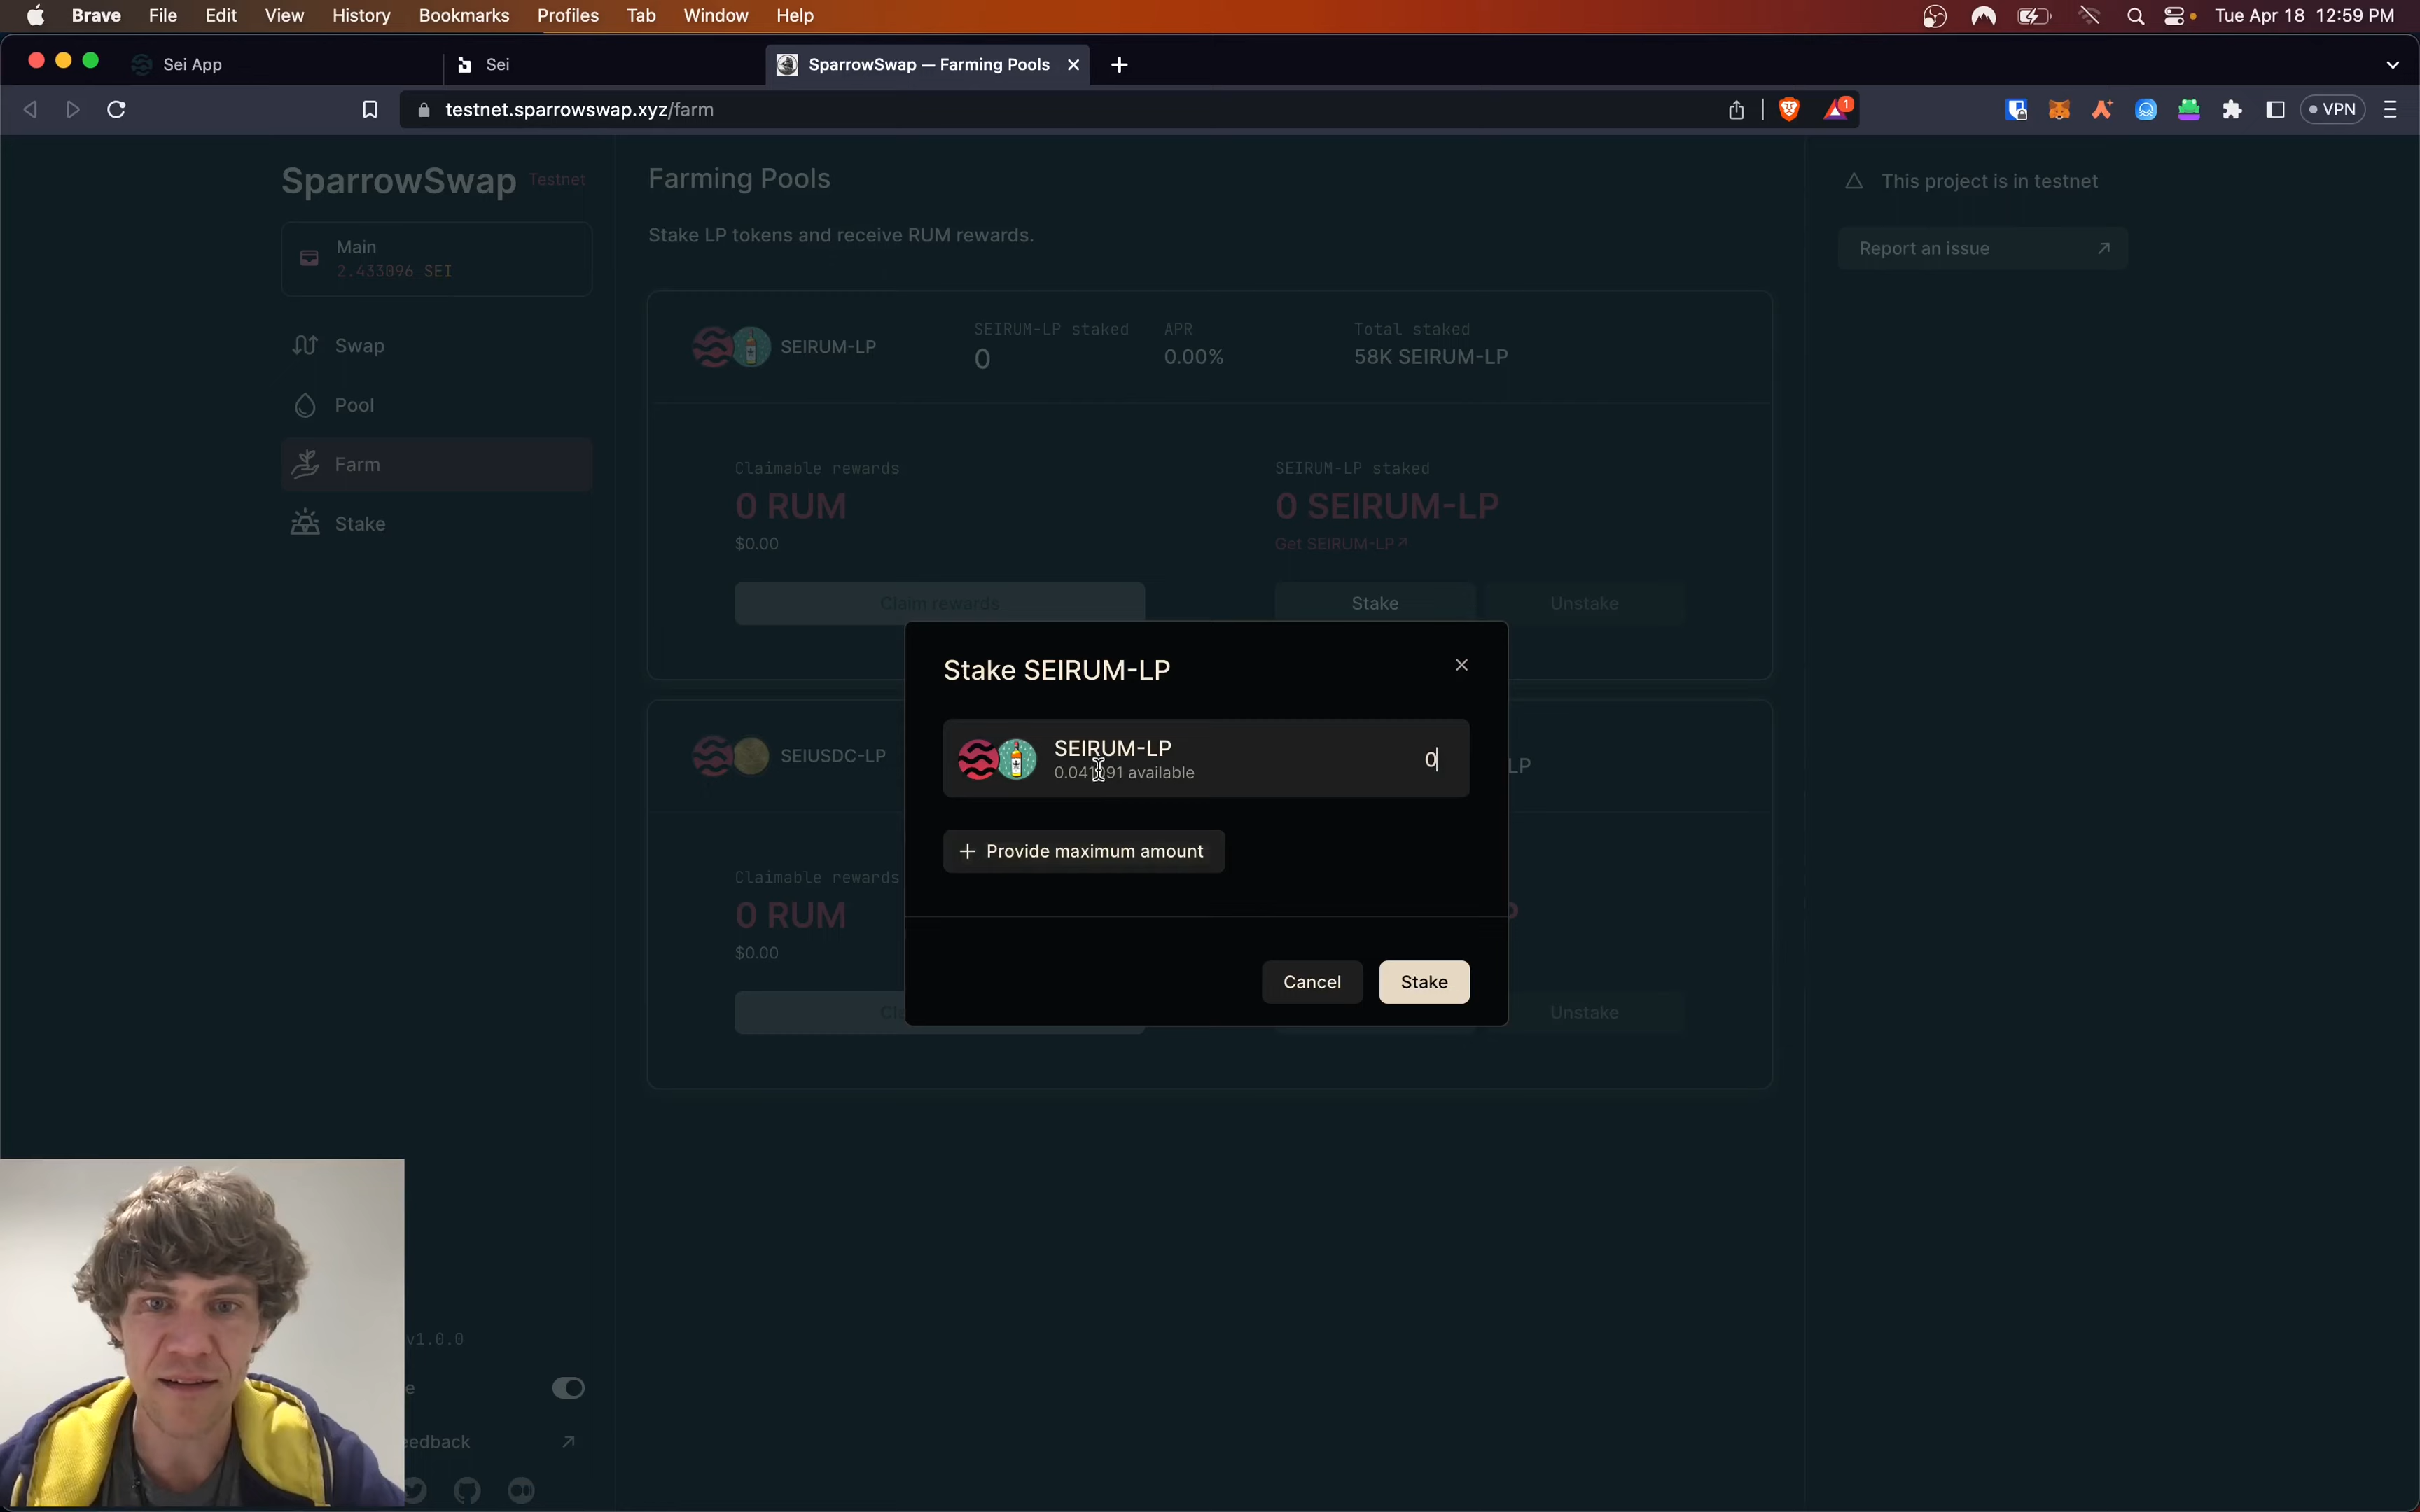 Brave File Edit View History Bookmarks Profiles Tab Window Help
Tue Apr 18 12:59 PM
Sei App
Sei
SparrowSwap — Farming Pools
testnet.sparrowswap.xyz/farm
1
VPN
SparrowSwap Testnet
Main
2.433096 SEI
Swap
Pool
Farm
Stake
Farming Pools
Stake LP tokens and receive RUM rewards.
This project is in testnet
Report an issue
SEIRUM-LP
SEIRUM-LP staked
0
APR
0.00%
Total staked
58K SEIRUM-LP
Claimable rewards
0 RUM
$0.00
Claim rewards
SEIRUM-LP staked
0 SEIRUM-LP
Get SEIRUM-LP
Stake
Unstake
Stake SEIRUM-LP
SEIRUM-LP
available
0
Provide maximum amount
Cancel
Stake
SEIUSDC-LP
Claimable rewards
0 RUM
$0.00
Unstake
v1.0.0